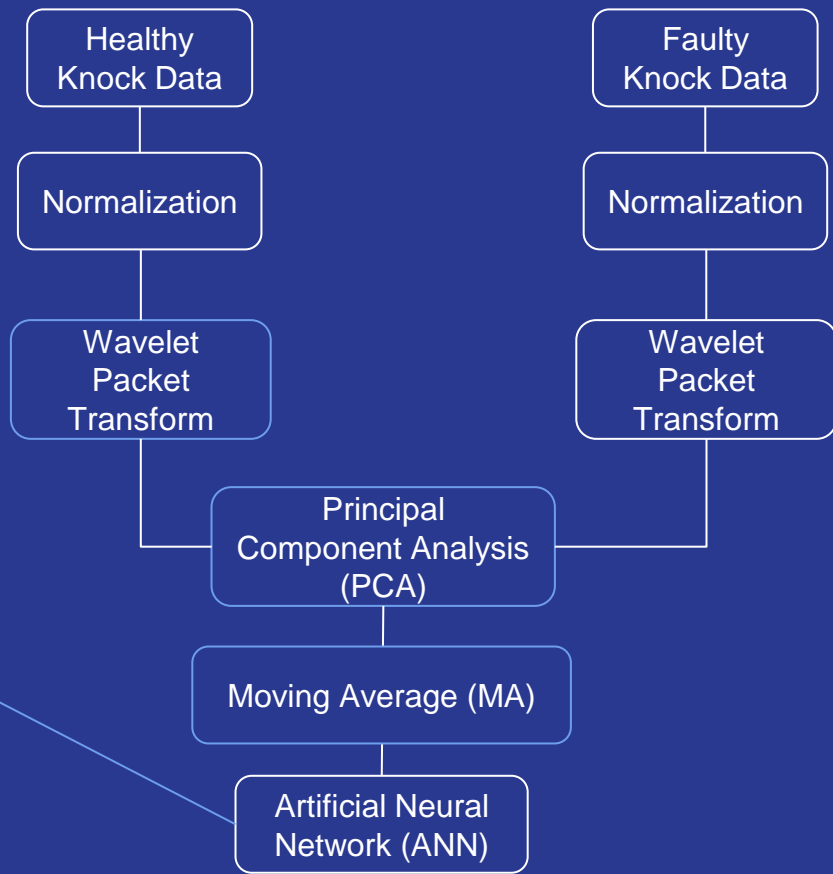 Healthy
Knock Data
Faulty
Knock Data
Normalization
Normalization
Wavelet
Packet
Transform
Wavelet
Packet
Transform
Principal
Component Analysis
(PCA)
Moving Average (MA)
Artificial Neural
Network (ANN)